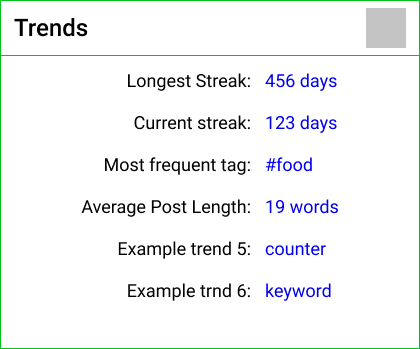 Trends
Longest Streak: 456 days
Current streak: 123 days
Most frequent tag: #food
Average Post Length: 19 words
Example trend 5: counter
Example trnd 6: keyword